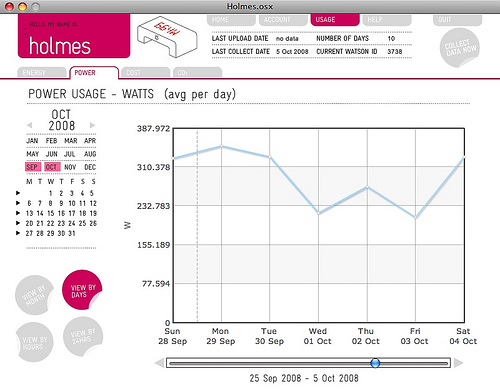 Holmes.osx
HELLO, MY NAME IS
holmes
HOME ACCOUNT USAGE HELP QUIT
LAST UPLOAD DATE no data NUMBER OF DAYS 10
LAST COLLECT DATE 5 Oct 2008 CURRENT WATSON ID 3738
COLLECT DATA NOW
ENERGY POWER COST CO₂
POWER USAGE - WATTS (avg per day)
OCT
2008
JAN FEB MAR APR
MAY JUN JUL AUG
SEP OCT NOV DEC
M T W T F S S
1 2 3 4 5
6 7 8 9 10 11 12
13 14 15 16 17 18 19
20 21 22 23 24 25 26
27 28 29 30 31
VIEW BY MONTH
VIEW BY DAYS
VIEW BY HOURS
VIEW BY 24HRS
387.972
310.378
232.783
155.189
77.594
0
W
Sun Mon Tue Wed Thu Fri Sat
28 Sep 29 Sep 30 Sep 01 Oct 02 Oct 03 Oct 04 Oct
25 Sep 2008 - 5 Oct 2008